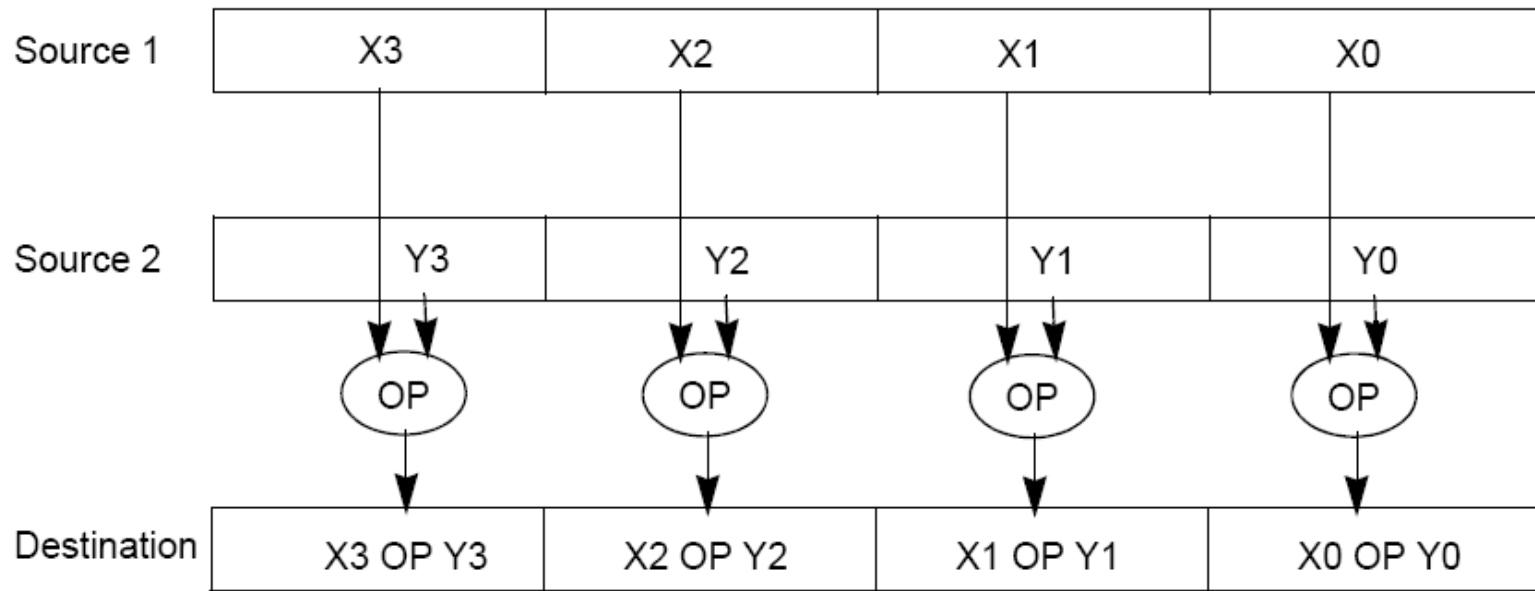 Source 1 X3 X2 X1 X0
Source 2 Y3 Y2 Y1 Y0
OP OP OP OP
Destination X3 OP Y3 X2 OP Y2 X1 OP Y1 X0 OP Y0